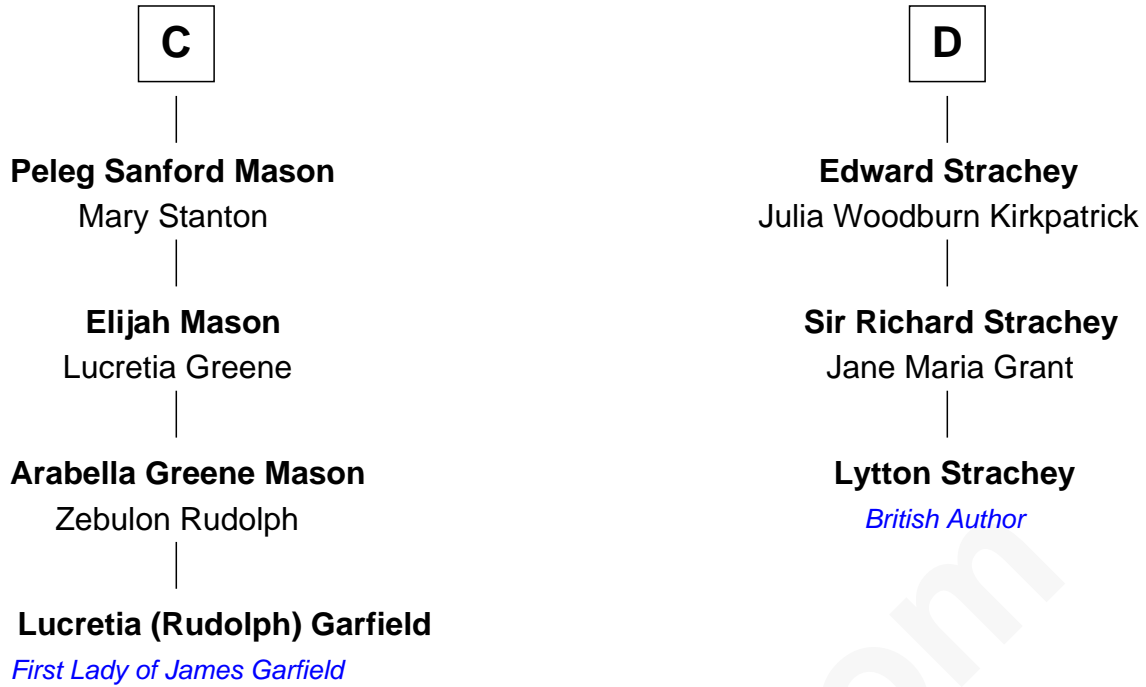 C
Peleg Sanford Mason
Mary Stanton
Elijah Mason
Lucretia Greene
Arabella Greene Mason
Zebulon Rudolph
Lucretia (Rudolph) Garfield
First Lady of James Garfield
D
Edward Strachey
Julia Woodburn Kirkpatrick
Sir Richard Strachey
Jane Maria Grant
Lytton Strachey
British Author
om